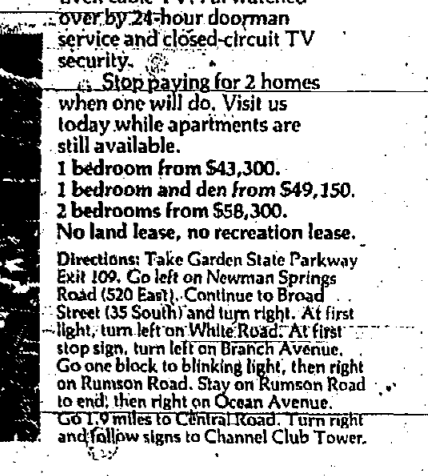 even cable TV. All watched
over by 24-hour doorman
service and closed-circuit TV
security.
Stop paying for 2 homes
when one will do. Visit us
today while apartments are
still available.
1 bedroom from $43,300.
1 bedroom and den from $49,150.
2 bedrooms from $58,300.
No land lease, no recreation lease.
Directions: Take Garden State Parkway
Exit 109. Go left on Newman Springs
Road (520 East). Continue to Broad
Street (35 South) and turn right. At first
light, turn left on White Road. At first
stop sign, turn left on Branch Avenue.
Go one block to blinking light, then right
on Rumson Road. Stay on Rumson Road
to end, then right on Ocean Avenue.
Go 1.9 miles to Central Road. Turn right
and follow signs to Channel Club Tower.